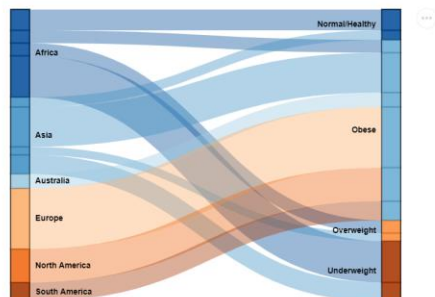 Normal/Healthy
Africa
Obese
Asia
Australia
Europe
Overweight
North America
Underweight
South America